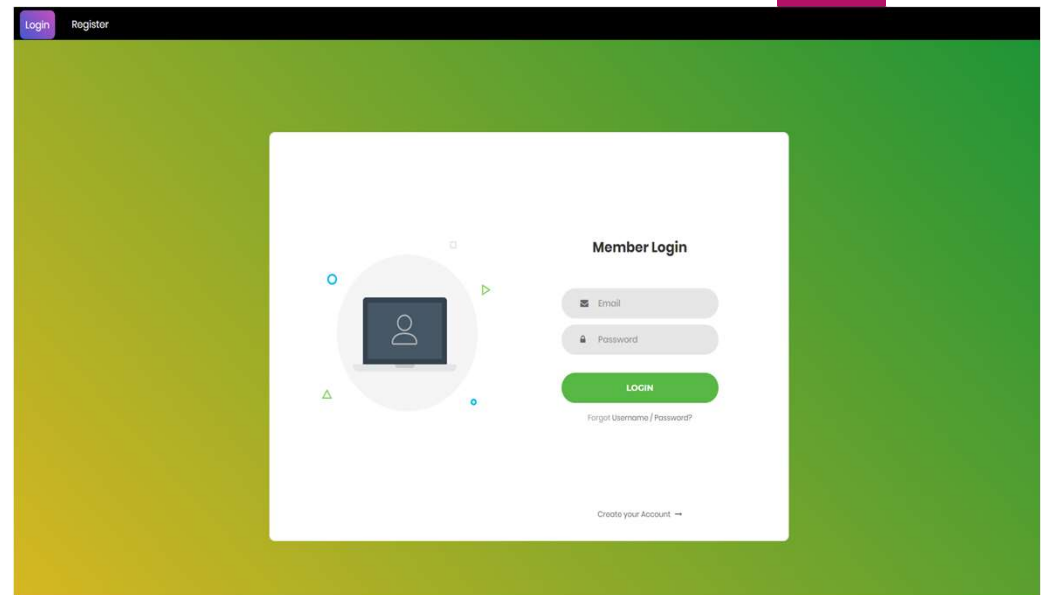 Login Register
Member Login
Email
Password
LOGIN
Forgot Username / Password?
Create your Account →